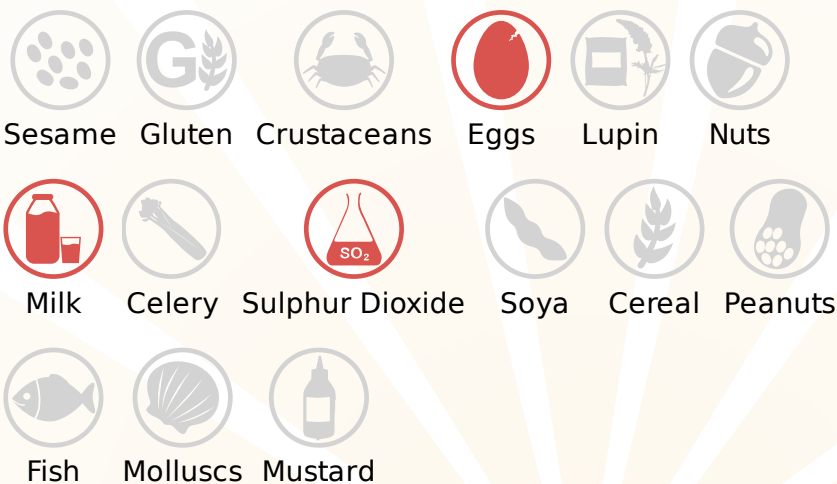 G
Sesame Gluten Crustaceans Eggs Lupin Nuts
SO₂
Milk Celery Sulphur Dioxide Soya Cereal Peanuts
Fish Molluscs Mustard